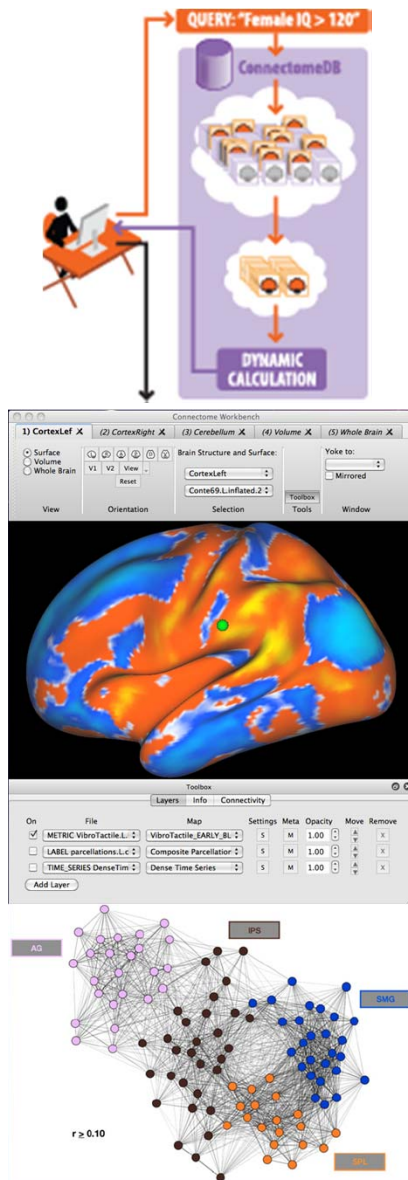 QUERY: "Female IQ > 120"
ConnectomeDB
DYNAMIC
CALCULATION
Connectome Workbench
1) CortexLef X (2) CortexRight X (3) Cerebellum X (4) Volume X (5) Whole Brain X
Surface
Volume
Whole Brain
View
L M A D P V
V1 V2 View
Reset
Orientation
Brain Structure and Surface:
CortexLeft
Conte69.L.inflated.2
Selection
Toolbox
Tools
Yoke to:
Mirrored
Window
Toolbox
Layers Info Connectivity
On File Map Settings Meta Opacity Move Remove
METRIC VibroTactile.L. VibroTactile_EARLY_BL S M 1.00 X
LABEL parcellations.L.c Composite Parcellation S M 1.00 X
TIME_SERIES DenseTim Dense Time Series S M 1.00 X
Add Layer
AG
IPS
SMG
SPL
r ≥ 0.10